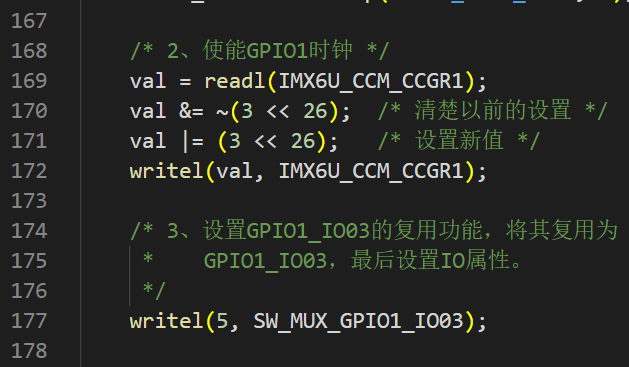 167
168 /* 2、使能GPIO1时钟 */
169 val = readl(IMX6U_CCM_CCGR1);
170 val &= ~(3 << 26); /* 清楚以前的设置 */
171 val |= (3 << 26); /* 设置新值 */
172 writel(val, IMX6U_CCM_CCGR1);
173
174 /* 3、设置GPIO1_IO03的复用功能，将其复用为
175 * GPIO1_IO03，最后设置IO属性。
176 */
177 writel(5, SW_MUX_GPIO1_IO03);
178